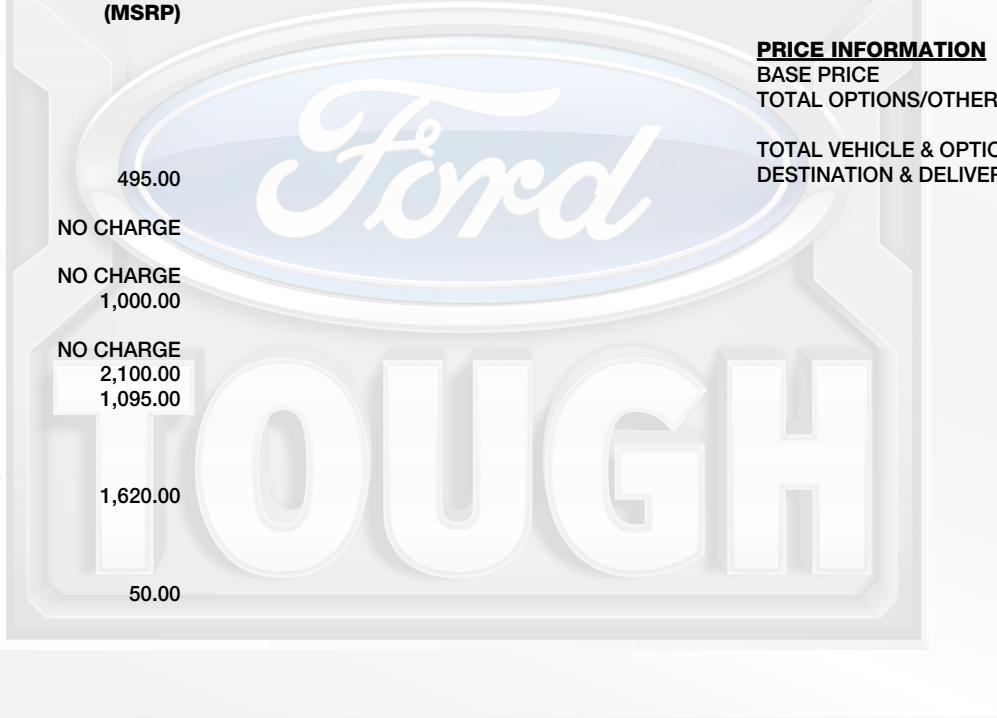 (MSRP)
495.00
NO CHARGE
NO CHARGE
1,000.00
NO CHARGE
2,100.00
1,095.00
1,620.00
50.00
PRICE INFORMATION
BASE PRICE
TOTAL OPTIONS/OTHER
TOTAL VEHICLE & OPTIO
DESTINATION & DELIVER
Ford
TOUGH